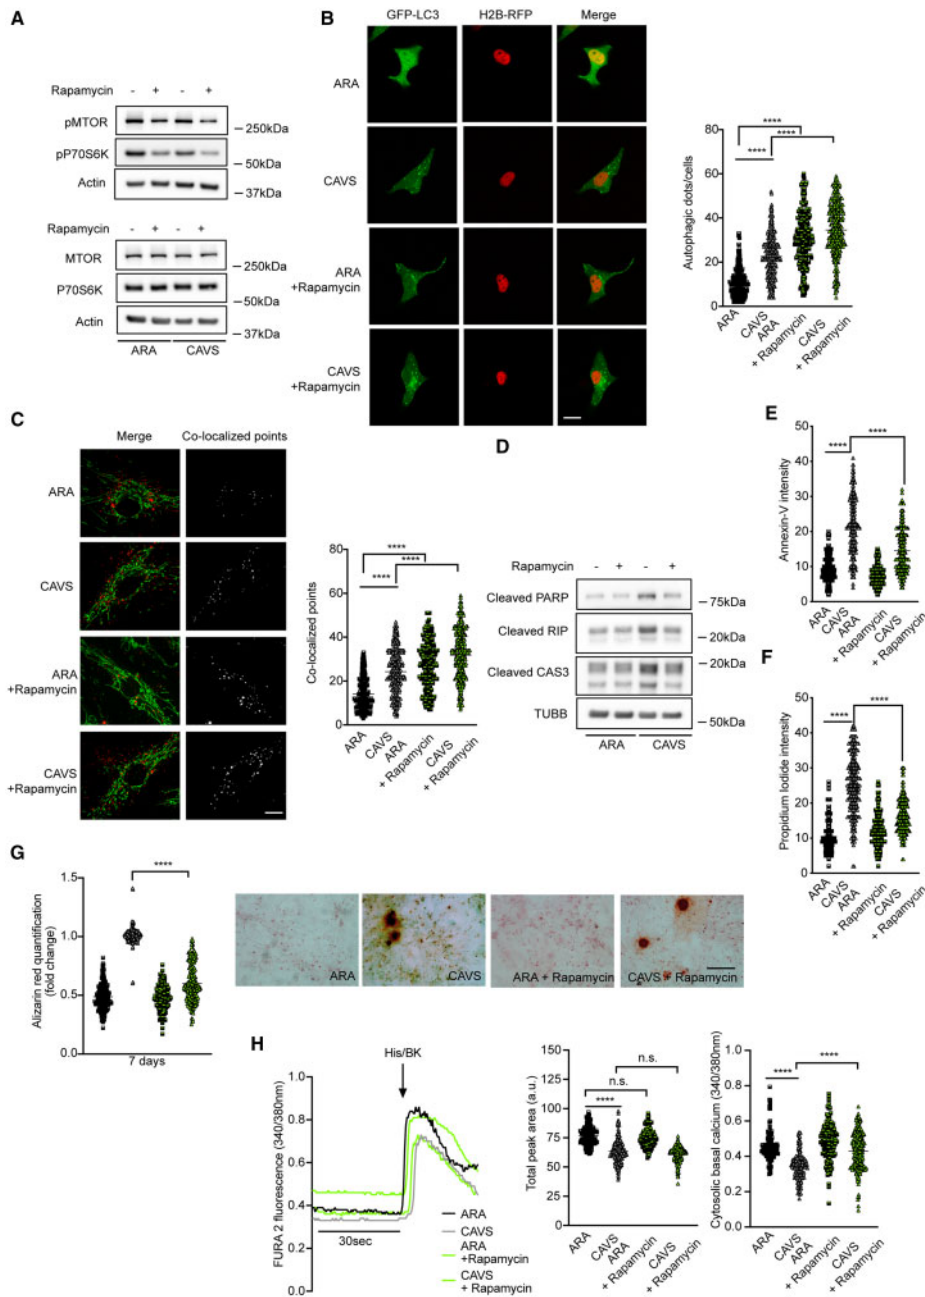 A
Rapamycin - + - +
pMTOR
250kDa
pP70S6K
50kDa
Actin
37kDa
Rapamycin - + - +
MTOR
250kDa
P70S6K
50kDa
Actin
37kDa
ARA CAVS
B
GFP-LC3 H2B-RFP Merge
ARA
CAVS
ARA
+Rapamycin
CAVS
+Rapamycin
Autophagic dots/cells
80
60
40
20
0
****
****
****
ARA
CAVS
ARA
+ Rapamycin
CAVS
+ Rapamycin
C
Merge Co-localized points
ARA
CAVS
ARA
+Rapamycin
CAVS
+Rapamycin
Co-localized points
80
60
40
20
0
****
****
****
ARA
CAVS
ARA
+ Rapamycin
CAVS
+ Rapamycin
D
Rapamycin - + - +
Cleaved PARP
75kDa
Cleaved RIP
20kDa
Cleaved CAS3
20kDa
TUBB
50kDa
ARA CAVS
E
Annexin-V intensity
50
40
30
20
10
0
****
****
ARA
CAVS
ARA
+ Rapamycin
CAVS
+ Rapamycin
F
Propidium Iodide intensity
50
40
30
20
10
0
****
****
ARA
CAVS
ARA
+ Rapamycin
CAVS
+ Rapamycin
G
Alizarin red quantification
(fold change)
1.5
1.0
0.5
0.0
****
7 days
ARA
CAVS
ARA + Rapamycin
CAVS + Rapamycin
H
His/BK
FURA 2 fluorescence (340/380nm)
1.0
0.8
0.6
0.4
0.2
30sec
ARA
CAVS
ARA
+Rapamycin
CAVS
+ Rapamycin
Total peak area (a.u.)
150
125
100
75
50
25
0
n.s.
n.s.
****
ARA
CAVS
ARA
+ Rapamycin
CAVS
+ Rapamycin
Cytosolic basal calcium (340/380nm)
1.0
0.8
0.6
0.4
0.2
0.0
****
****
ARA
CAVS
ARA
+ Rapamycin
CAVS
+ Rapamycin